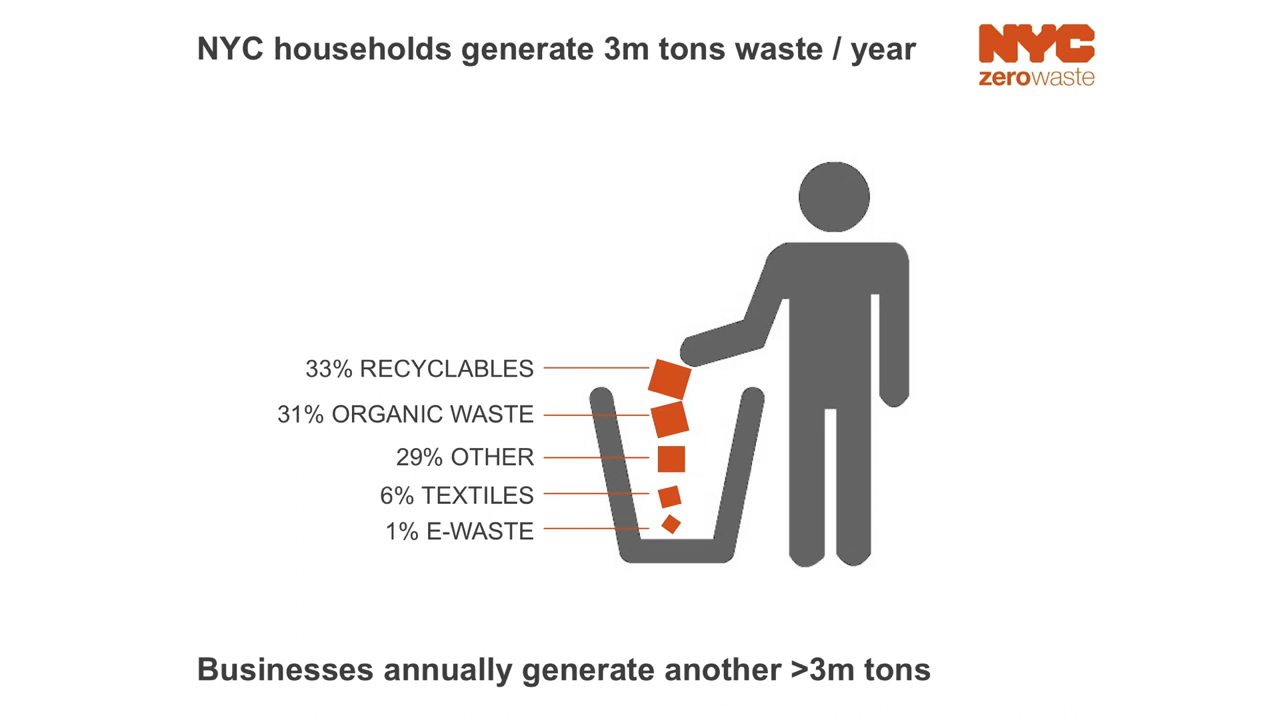 NYC households generate 3m tons waste / year
NYC
zerowaste
33% RECYCLABLES
31% ORGANIC WASTE
29% OTHER
6% TEXTILES
1% E-WASTE
Businesses annually generate another >3m tons